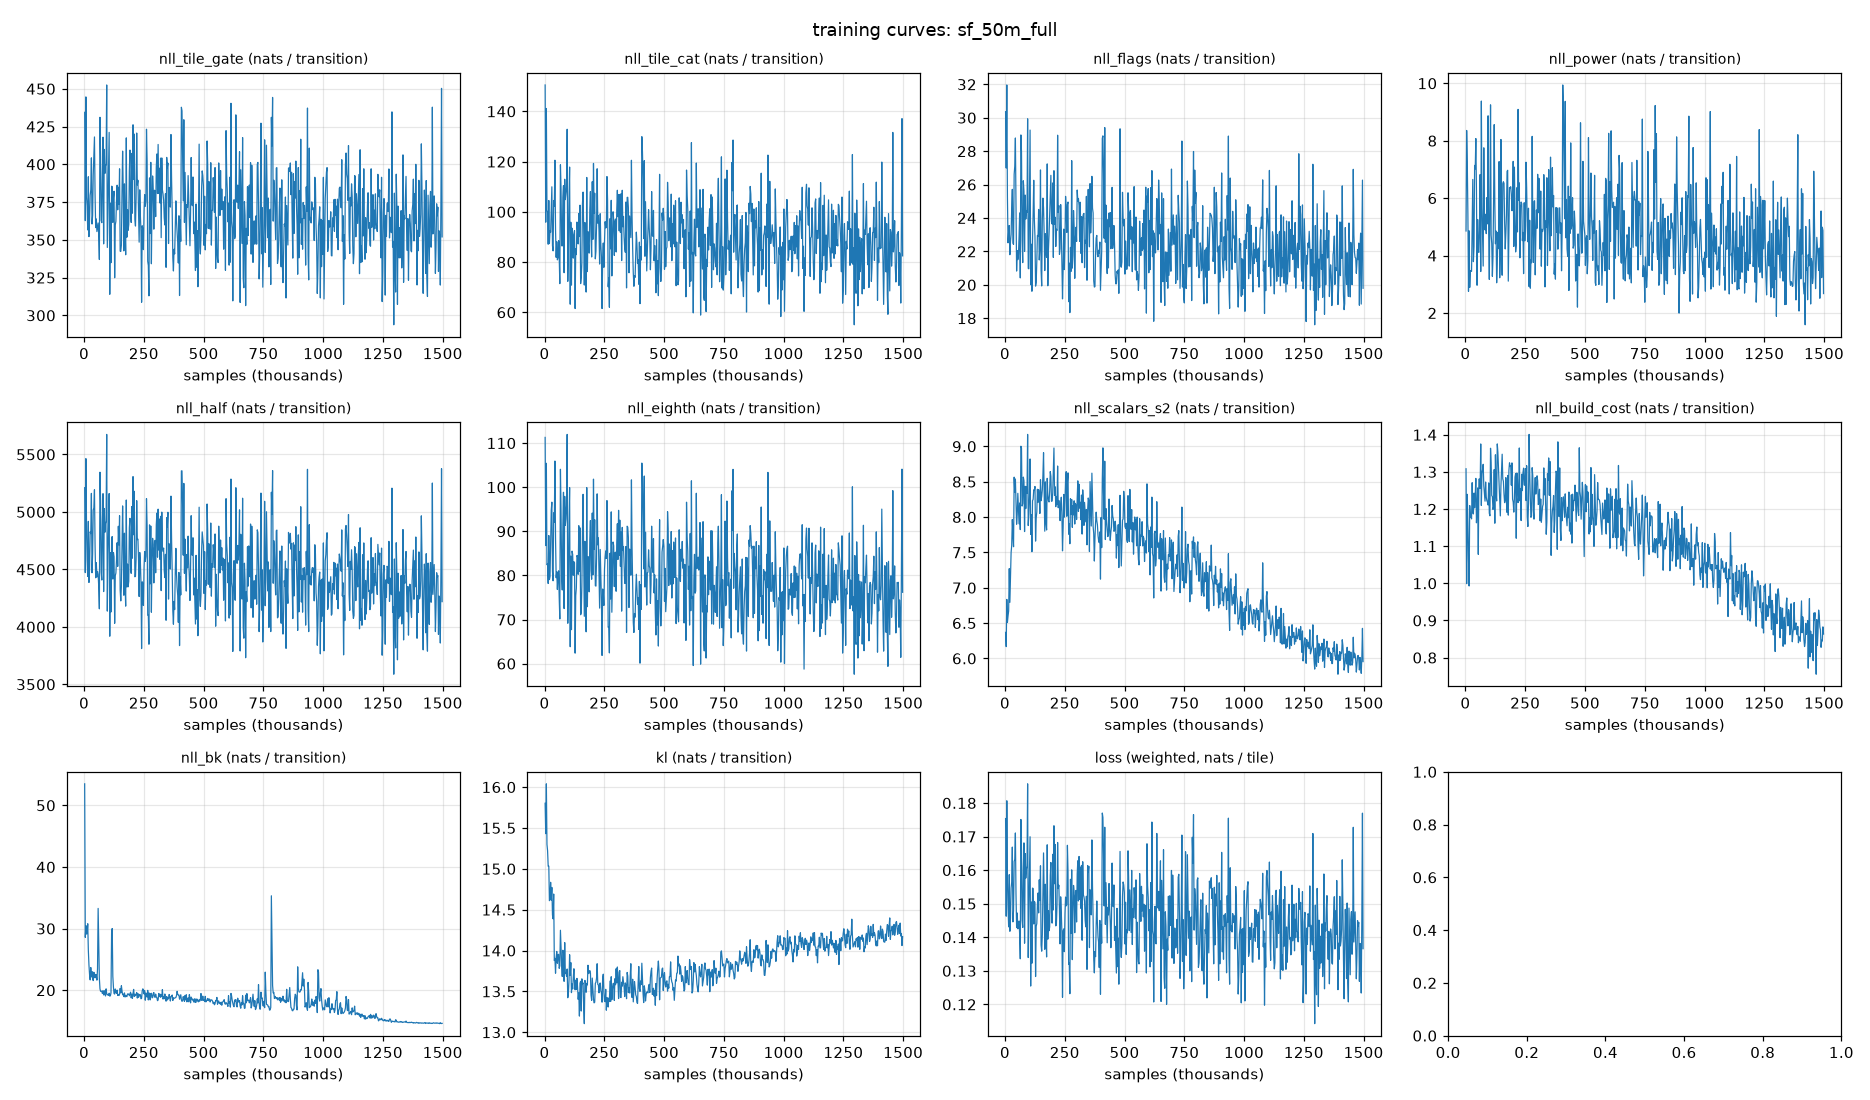 training curves: sf_50m_full
nll_tile_gate (nats / transition)
450
425
400
375
350
325
300
0 250 500 750 1000 1250 1500
samples (thousands)
nll_tile_cat (nats / transition)
140
120
100
80
60
0 250 500 750 1000 1250 1500
samples (thousands)
nll_flags (nats / transition)
32
30
28
26
24
22
20
18
0 250 500 750 1000 1250 1500
samples (thousands)
nll_power (nats / transition)
10
8
6
4
2
0 250 500 750 1000 1250 1500
samples (thousands)
nll_half (nats / transition)
5500
5000
4500
4000
3500
0 250 500 750 1000 1250 1500
samples (thousands)
nll_eighth (nats / transition)
110
100
90
80
70
60
0 250 500 750 1000 1250 1500
samples (thousands)
nll_scalars_s2 (nats / transition)
9.0
8.5
8.0
7.5
7.0
6.5
6.0
0 250 500 750 1000 1250 1500
samples (thousands)
nll_build_cost (nats / transition)
1.4
1.3
1.2
1.1
1.0
0.9
0.8
0 250 500 750 1000 1250 1500
samples (thousands)
nll_bk (nats / transition)
50
40
30
20
0 250 500 750 1000 1250 1500
samples (thousands)
kl (nats / transition)
16.0
15.5
15.0
14.5
14.0
13.5
13.0
0 250 500 750 1000 1250 1500
samples (thousands)
loss (weighted, nats / tile)
0.18
0.17
0.16
0.15
0.14
0.13
0.12
0 250 500 750 1000 1250 1500
samples (thousands)
1.0
0.8
0.6
0.4
0.2
0.0
0.0 0.2 0.4 0.6 0.8 1.0